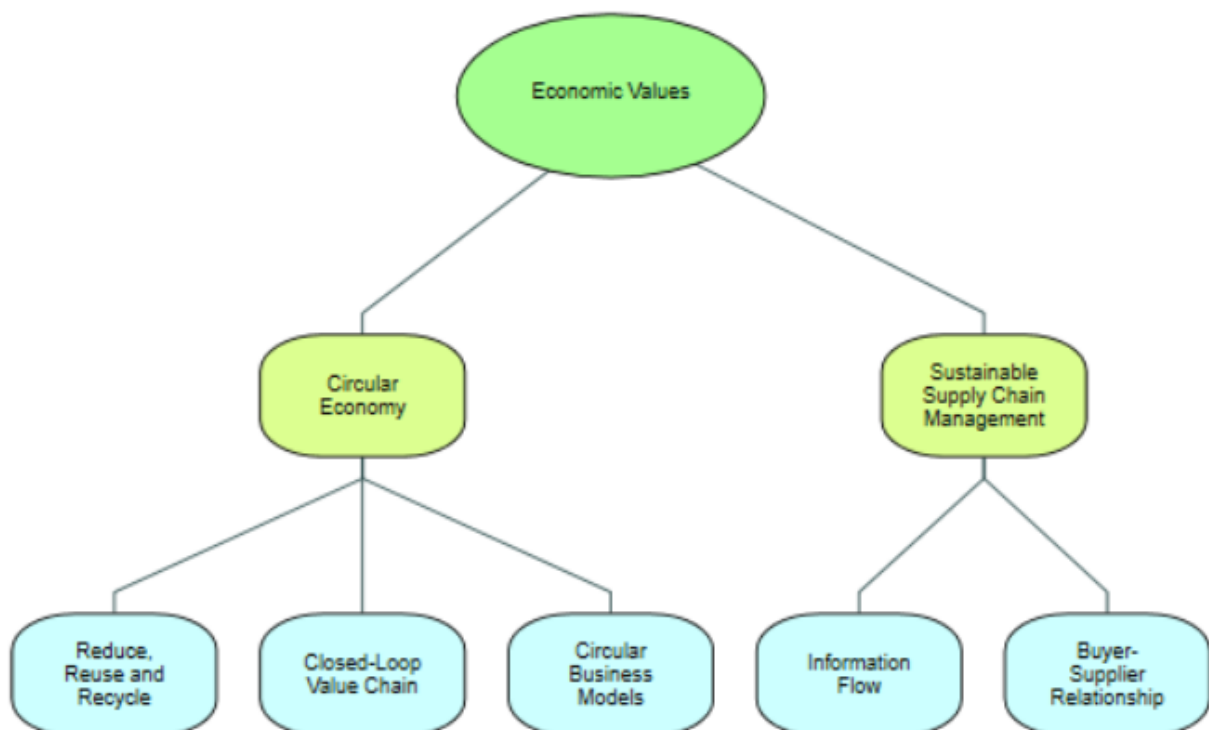 Economic Values
Circular
Economy
Sustainable
Supply Chain
Management
Reduce,
Reuse and
Recycle
Closed-Loop
Value Chain
Circular
Business
Models
Information
Flow
Buyer-
Supplier
Relationship